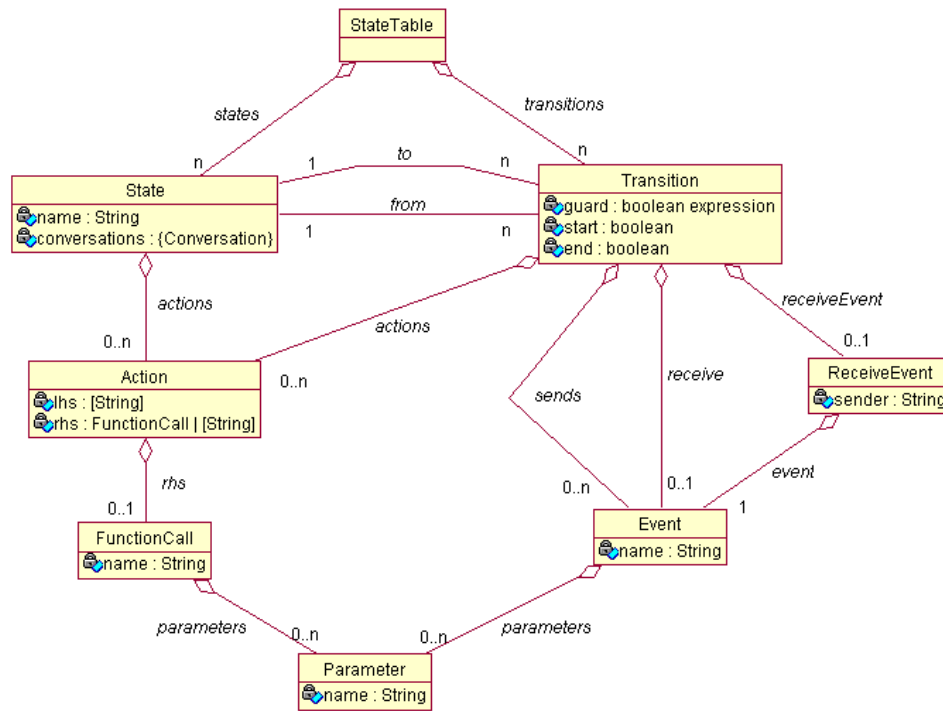 StateTable
states
transitions
n
1
to
n
n
State
name : String
conversations : {Conversation}
from
1
n
Transition
guard : boolean expression
start : boolean
end : boolean
actions
0..n
actions
0..n
receiveEvent
0..1
Action
lhs : [String]
rhs : FunctionCall | [String]
sends
receive
ReceiveEvent
sender : String
rhs
0..1
0..n
0..1
event
1
FunctionCall
name : String
Event
name : String
parameters
0..n
0..n
parameters
Parameter
name : String